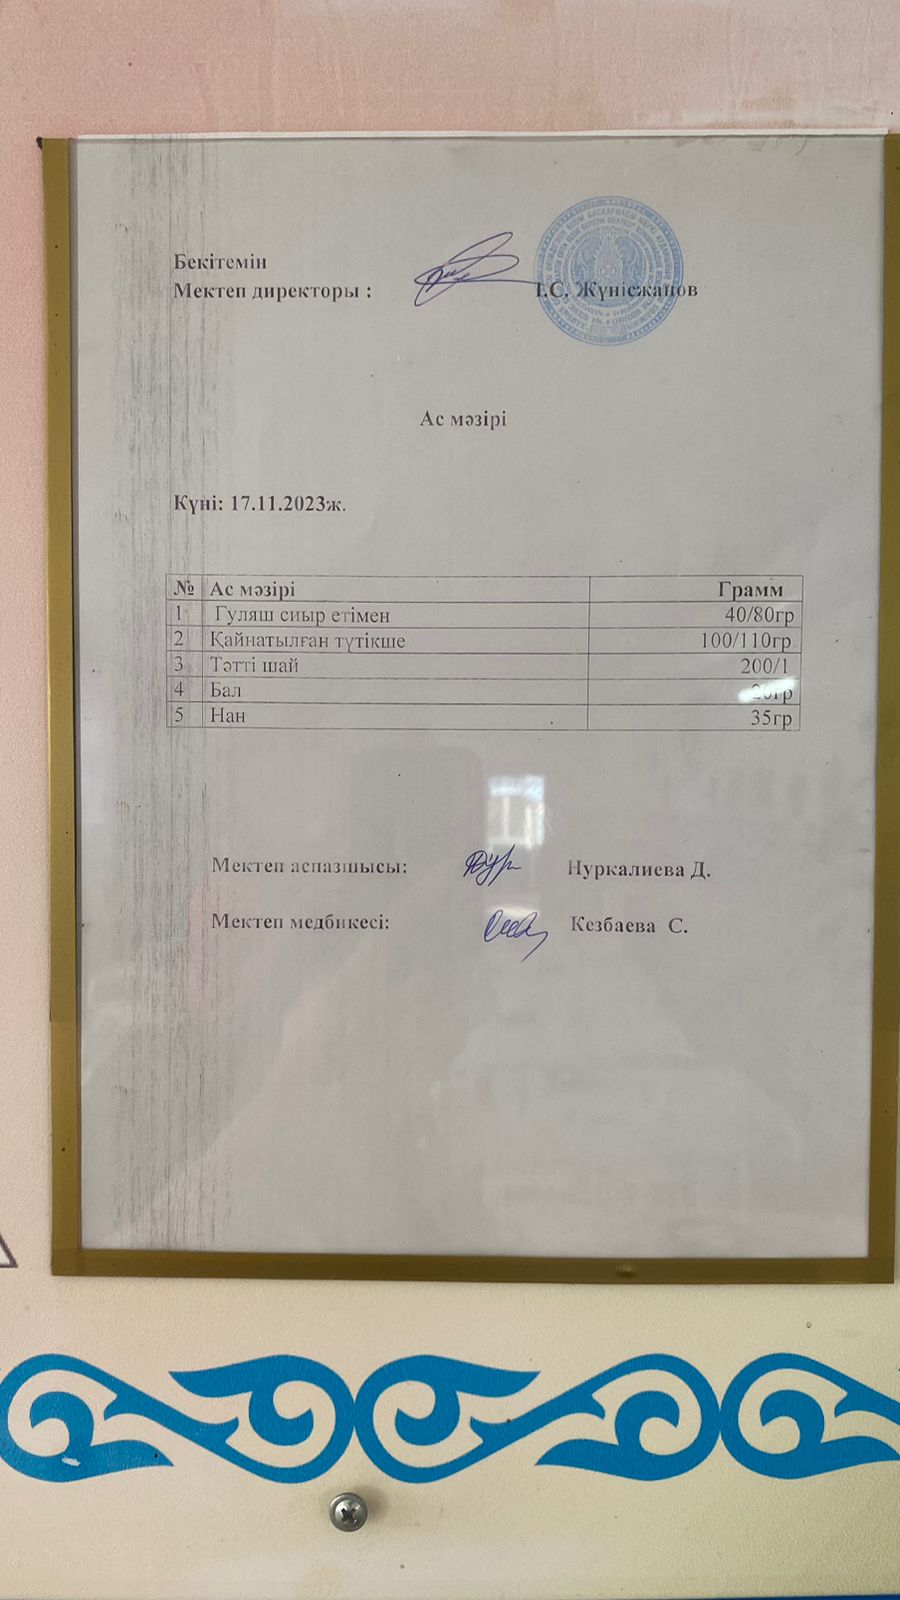 Бекітемін
Мектеп директоры : І.С. Жүнісжанов
Ас мәзірі
Күні: 17.11.2023ж.
№ Ас мәзірі Грамм
1 Гуляш сиыр етімен 40/80гр
2 Қайнатылған түтікше 100/110гр
3 Тәтті шай 200/1
4 Бал 20гр
5 Нан 35гр
Мектеп аспазшысы: Нуркалиева Д.
Мектеп медбикесі: Кезбаева С.